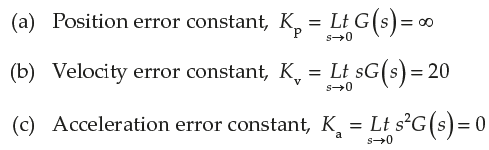 (a) Position error constant, Kₚ = Lt s→0 G(s) = ∞
(b) Velocity error constant, Kᵥ = Lt s→0 sG(s) = 20
(c) Acceleration error constant, Kₐ = Lt s→0 s²G(s) = 0